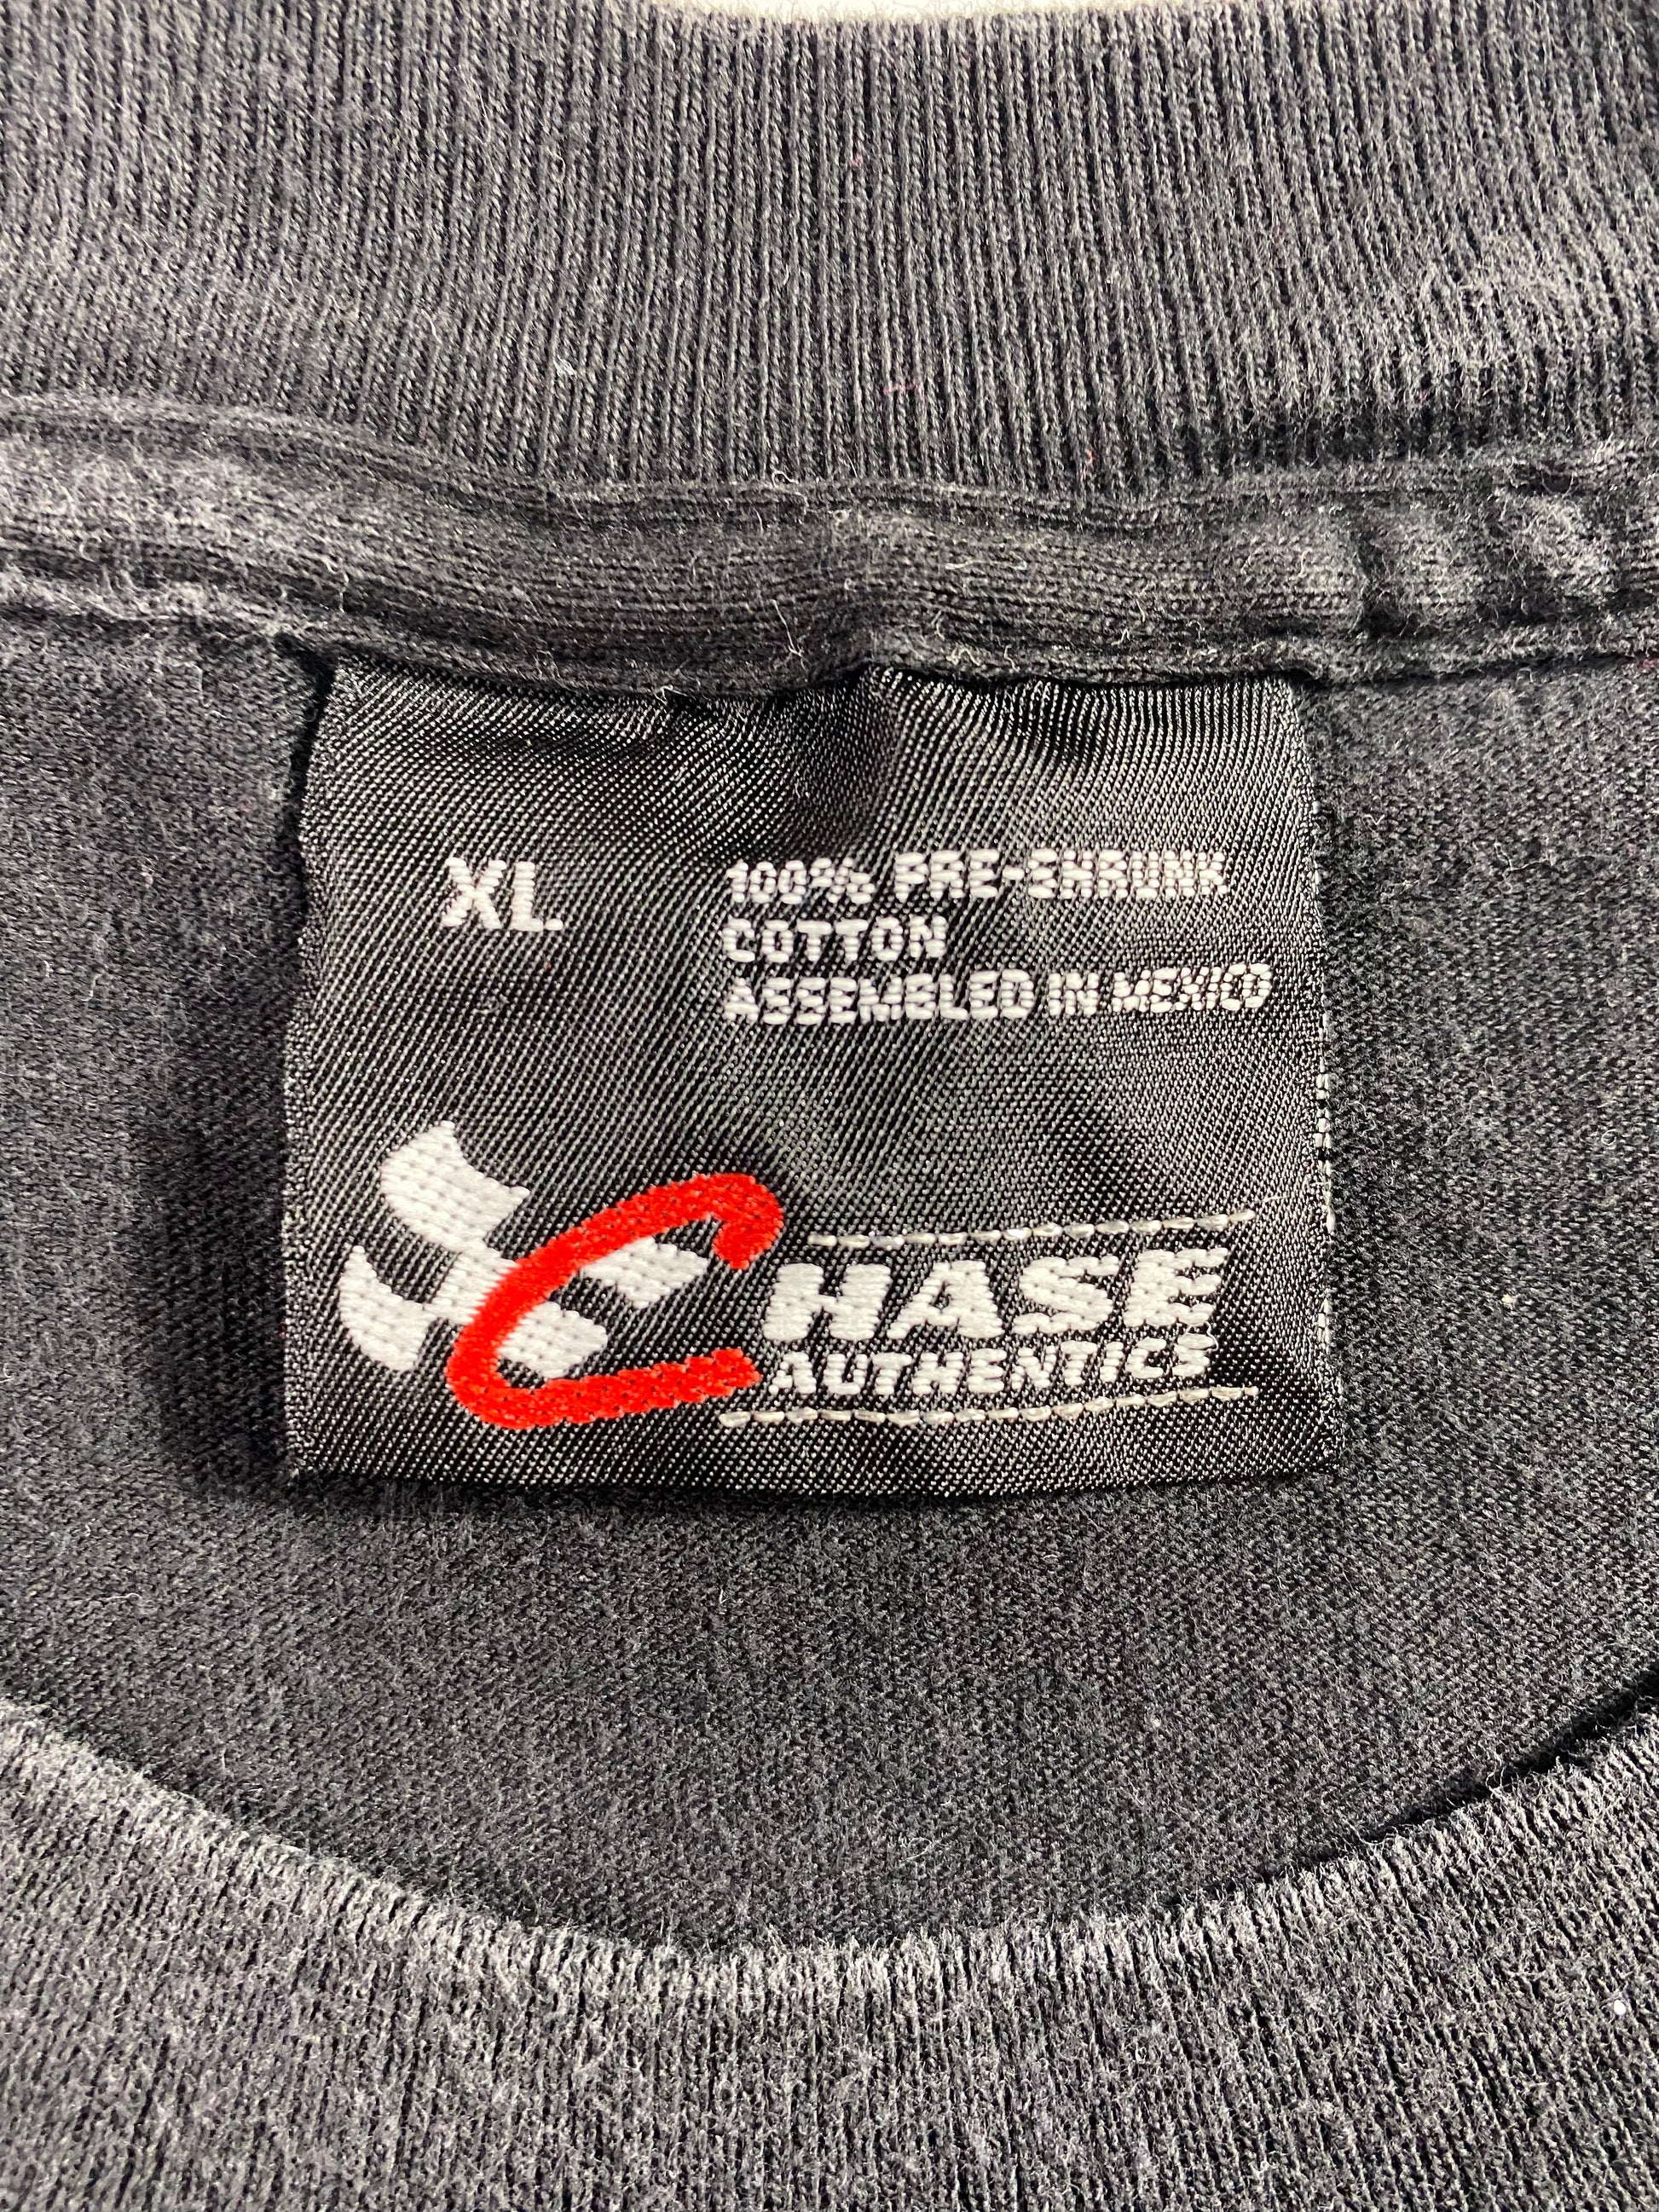 XL
100% PRE-SHRUNK
COTTON
ASSEMBLED IN MEXICO
CHASE
AUTHENTICS